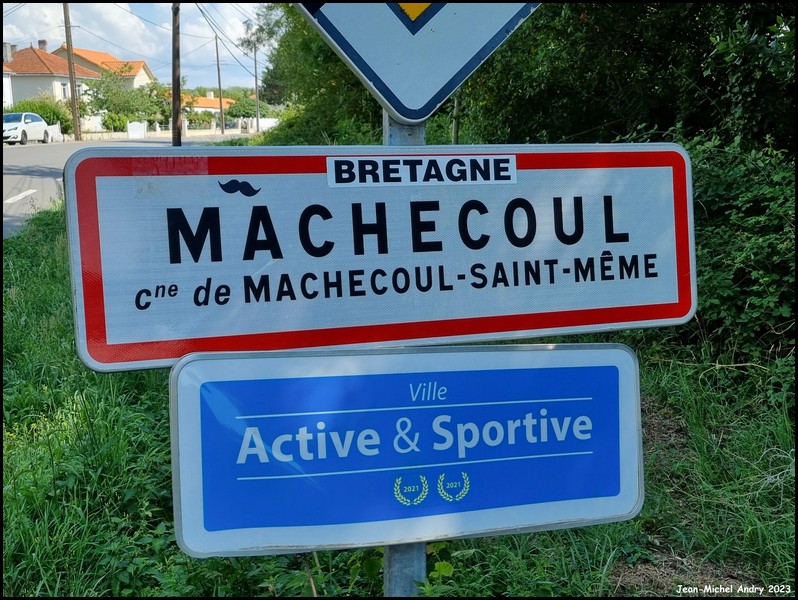 BRETAGNE
MACHECOUL
cne de MACHECOUL-SAINT-MÊME
Ville
Active & Sportive
2021 2021
Jean-Michel Andry 2023